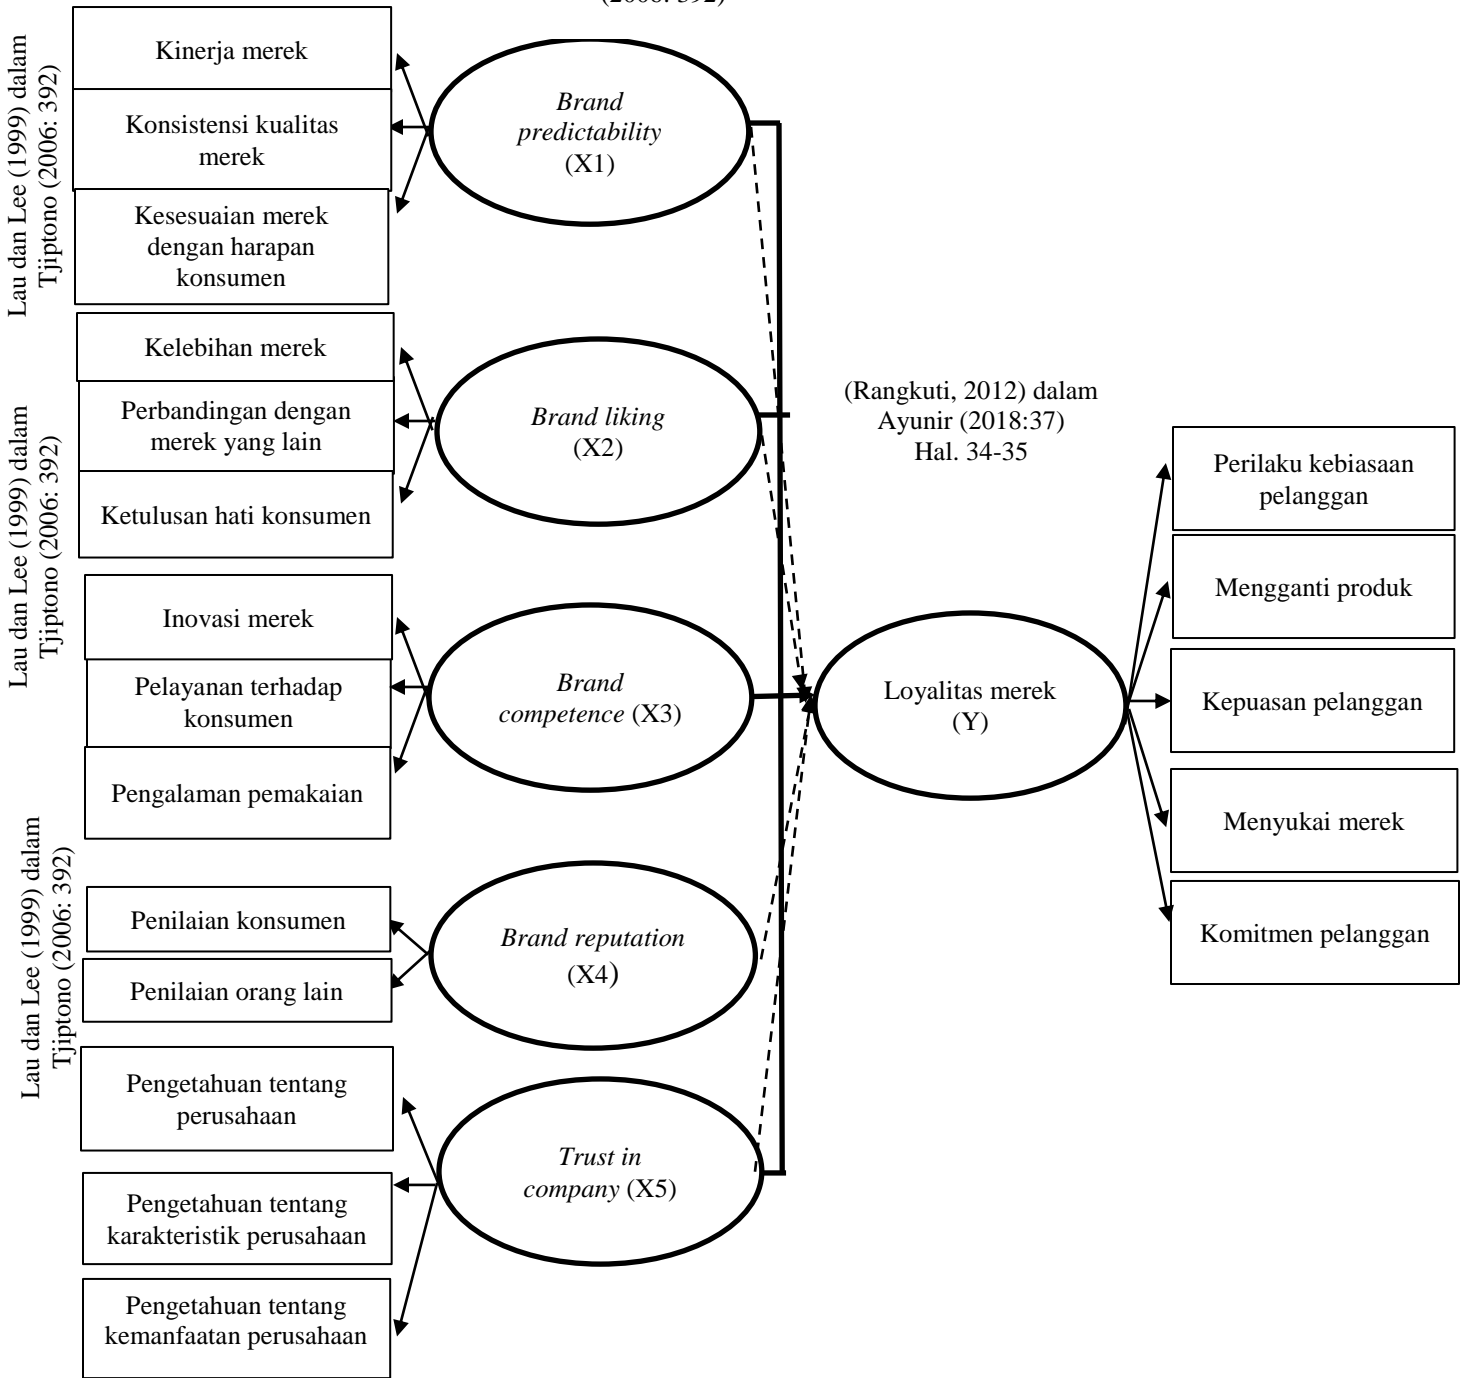 (2006: 392)
Lau dan Lee (1999) dalam
Tjiptono (2006: 392)
Kinerja merek
Konsistensi kualitas
merek
Kesesuaian merek
dengan harapan
konsumen
Brand
predictability
(X1)
Lau dan Lee (1999) dalam
Tjiptono (2006: 392)
Kelebihan merek
Perbandingan dengan
merek yang lain
Ketulusan hati konsumen
Brand liking
(X2)
Inovasi merek
Pelayanan terhadap
konsumen
Pengalaman pemakaian
Brand
competence (X3)
Lau dan Lee (1999) dalam
Tjiptono (2006: 392)
Penilaian konsumen
Penilaian orang lain
Brand reputation
(X4)
Pengetahuan tentang
perusahaan
Pengetahuan tentang
karakteristik perusahaan
Pengetahuan tentang
kemanfaatan perusahaan
Trust in
company (X5)
(Rangkuti, 2012) dalam
Ayunir (2018:37)
Hal. 34-35
Loyalitas merek
(Y)
Perilaku kebiasaan
pelanggan
Mengganti produk
Kepuasan pelanggan
Menyukai merek
Komitmen pelanggan